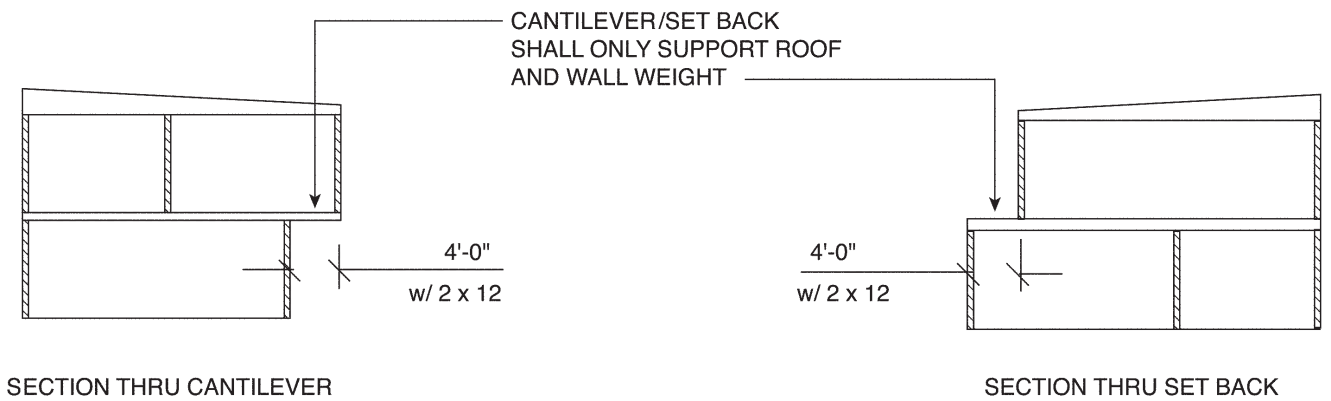 CANTILEVER/SET BACK
SHALL ONLY SUPPORT ROOF
AND WALL WEIGHT
4'-0"
w/ 2 x 12
4'-0"
w/ 2 x 12
SECTION THRU CANTILEVER
SECTION THRU SET BACK